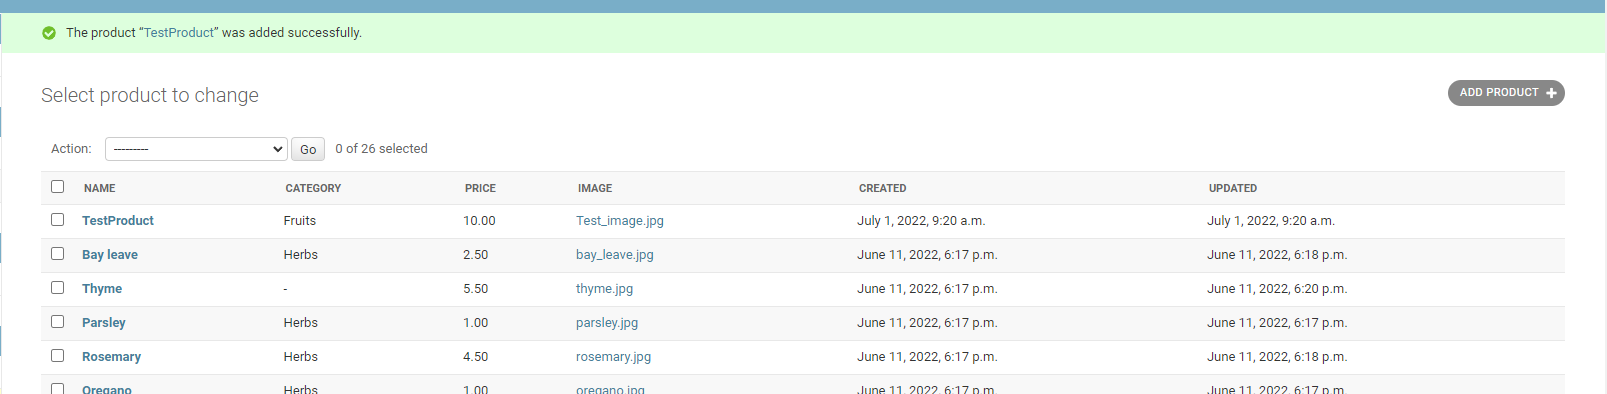 The product “TestProduct” was added successfully.
Select product to change
ADD PRODUCT +
Action: --------- Go 0 of 26 selected
NAME CATEGORY PRICE IMAGE CREATED UPDATED
TestProduct Fruits 10.00 Test_image.jpg July 1, 2022, 9:20 a.m. July 1, 2022, 9:20 a.m.
Bay leave Herbs 2.50 bay_leave.jpg June 11, 2022, 6:17 p.m. June 11, 2022, 6:18 p.m.
Thyme - 5.50 thyme.jpg June 11, 2022, 6:17 p.m. June 11, 2022, 6:20 p.m.
Parsley Herbs 1.00 parsley.jpg June 11, 2022, 6:17 p.m. June 11, 2022, 6:17 p.m.
Rosemary Herbs 4.50 rosemary.jpg June 11, 2022, 6:17 p.m. June 11, 2022, 6:18 p.m.
Oregano Herbs 1.00 oregano.jpg June 11, 2022, 6:17 p.m. June 11, 2022, 6:17 p.m.